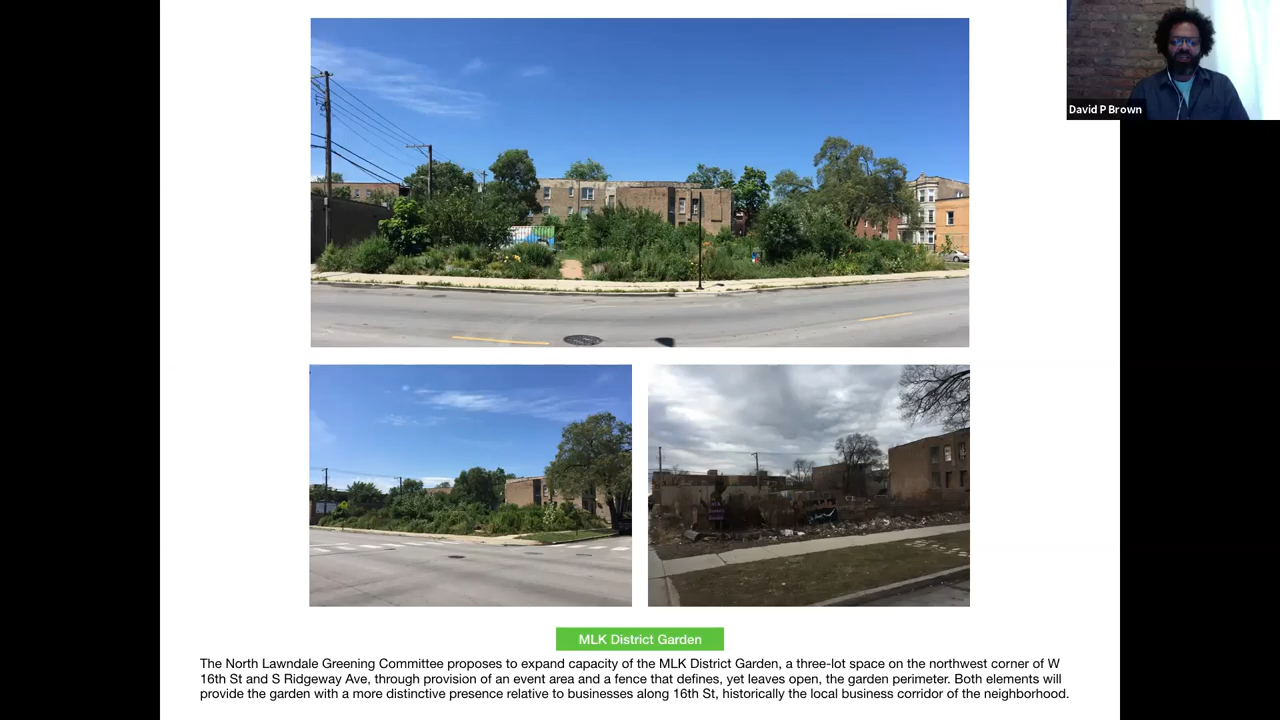 David P Brown
MLK District Garden
The North Lawndale Greening Committee proposes to expand capacity of the MLK District Garden, a three-lot space on the northwest corner of W
16th St and S Ridgeway Ave, through provision of an event area and a fence that defines, yet leaves open, the garden perimeter. Both elements will
provide the garden with a more distinctive presence relative to businesses along 16th St, historically the local business corridor of the neighborhood.